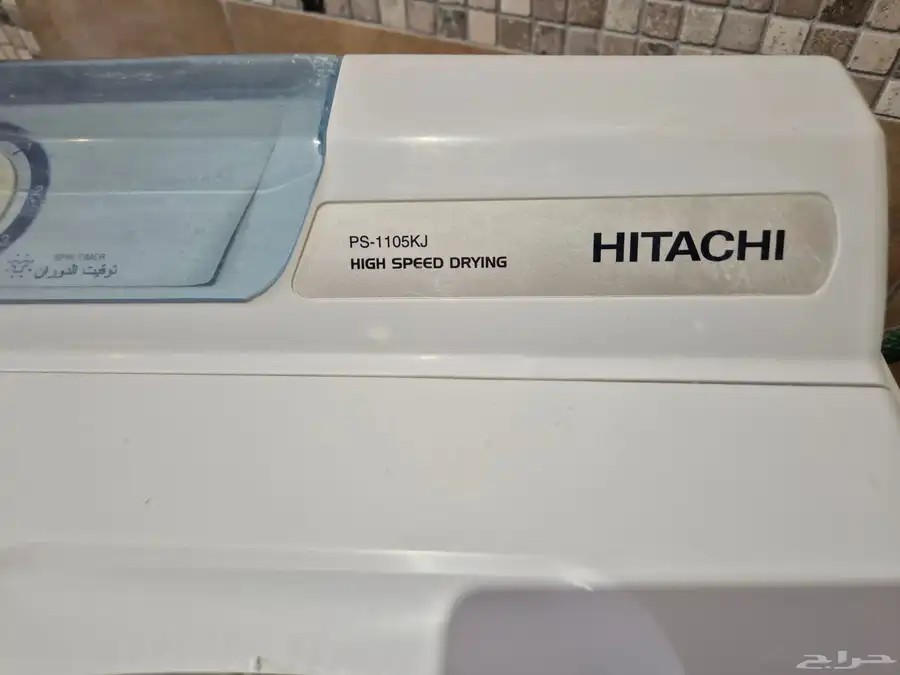 PS-1105KJ
HIGH SPEED DRYING
HITACHI
SPIN TIMER
توقيت الدوران
حراج